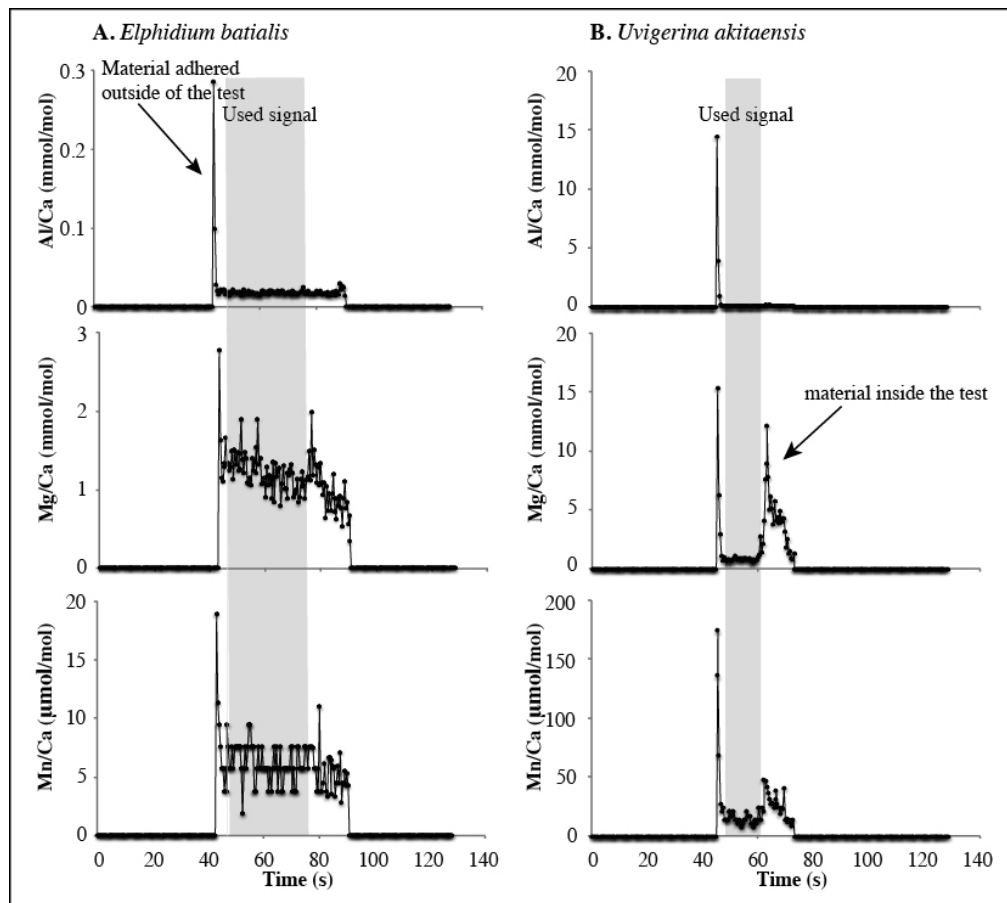 A. Elphidium batialis
Material adhered
outside of the test
Used signal
Al/Ca (mmol/mol)
0.3
0.2
0.1
0
Mg/Ca (mmol/mol)
3
2
1
0
Mn/Ca (µmol/mol)
20
15
10
5
0
0 20 40 60 80 100 120 140
Time (s)
B. Uvigerina akitaensis
Used signal
Al/Ca (mmol/mol)
20
15
10
5
0
material inside the test
Mg/Ca (mmol/mol)
20
15
10
5
0
Mn/Ca (µmol/mol)
200
150
100
50
0
0 20 40 60 80 100 120 140
Time (s)